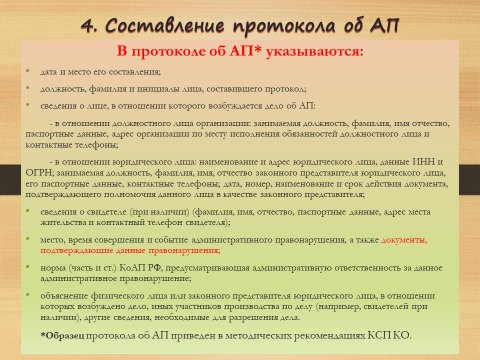 4. Составление протокола об АП
В протоколе об АП* указываются:
• дата и место его составления;
• должность, фамилия и инициалы лица, составившего протокол;
• сведения о лице, в отношении которого возбуждается дело об АП:
- в отношении должностного лица организации: занимаемая должность, фамилия, имя отчество,
паспортные данные, адрес организации по месту исполнения обязанностей должностного лица и
контактные телефоны;
- в отношении юридического лица: наименование и адрес юридического лица, данные ИНН и
ОГРН; занимаемая должность, фамилия, имя, отчество законного представителя юридического лица,
его паспортные данные, контактные телефоны; дата, номер, наименование и срок действия документа,
подтверждающего полномочия данного лица в качестве законного представителя;
• сведения о свидетеле (при наличии) (фамилия, имя, отчество, паспортные данные, адрес места
жительства и контактный телефон свидетеля);
• место, время совершения и событие административного правонарушения, а также документы,
подтверждающие данные правонарушения;
• норма (часть и ст.) КоАП РФ, предусматривающая административную ответственность за данное
административное правонарушение;
• объяснение физического лица или законного представителя юридического лица, в отношении
которых возбуждено дело, иных участников производства по делу (например, свидетелей при
наличии), другие сведения, необходимые для разрешения дела.
*Образец протокола об АП приведен в методических рекомендациях КСП КО.